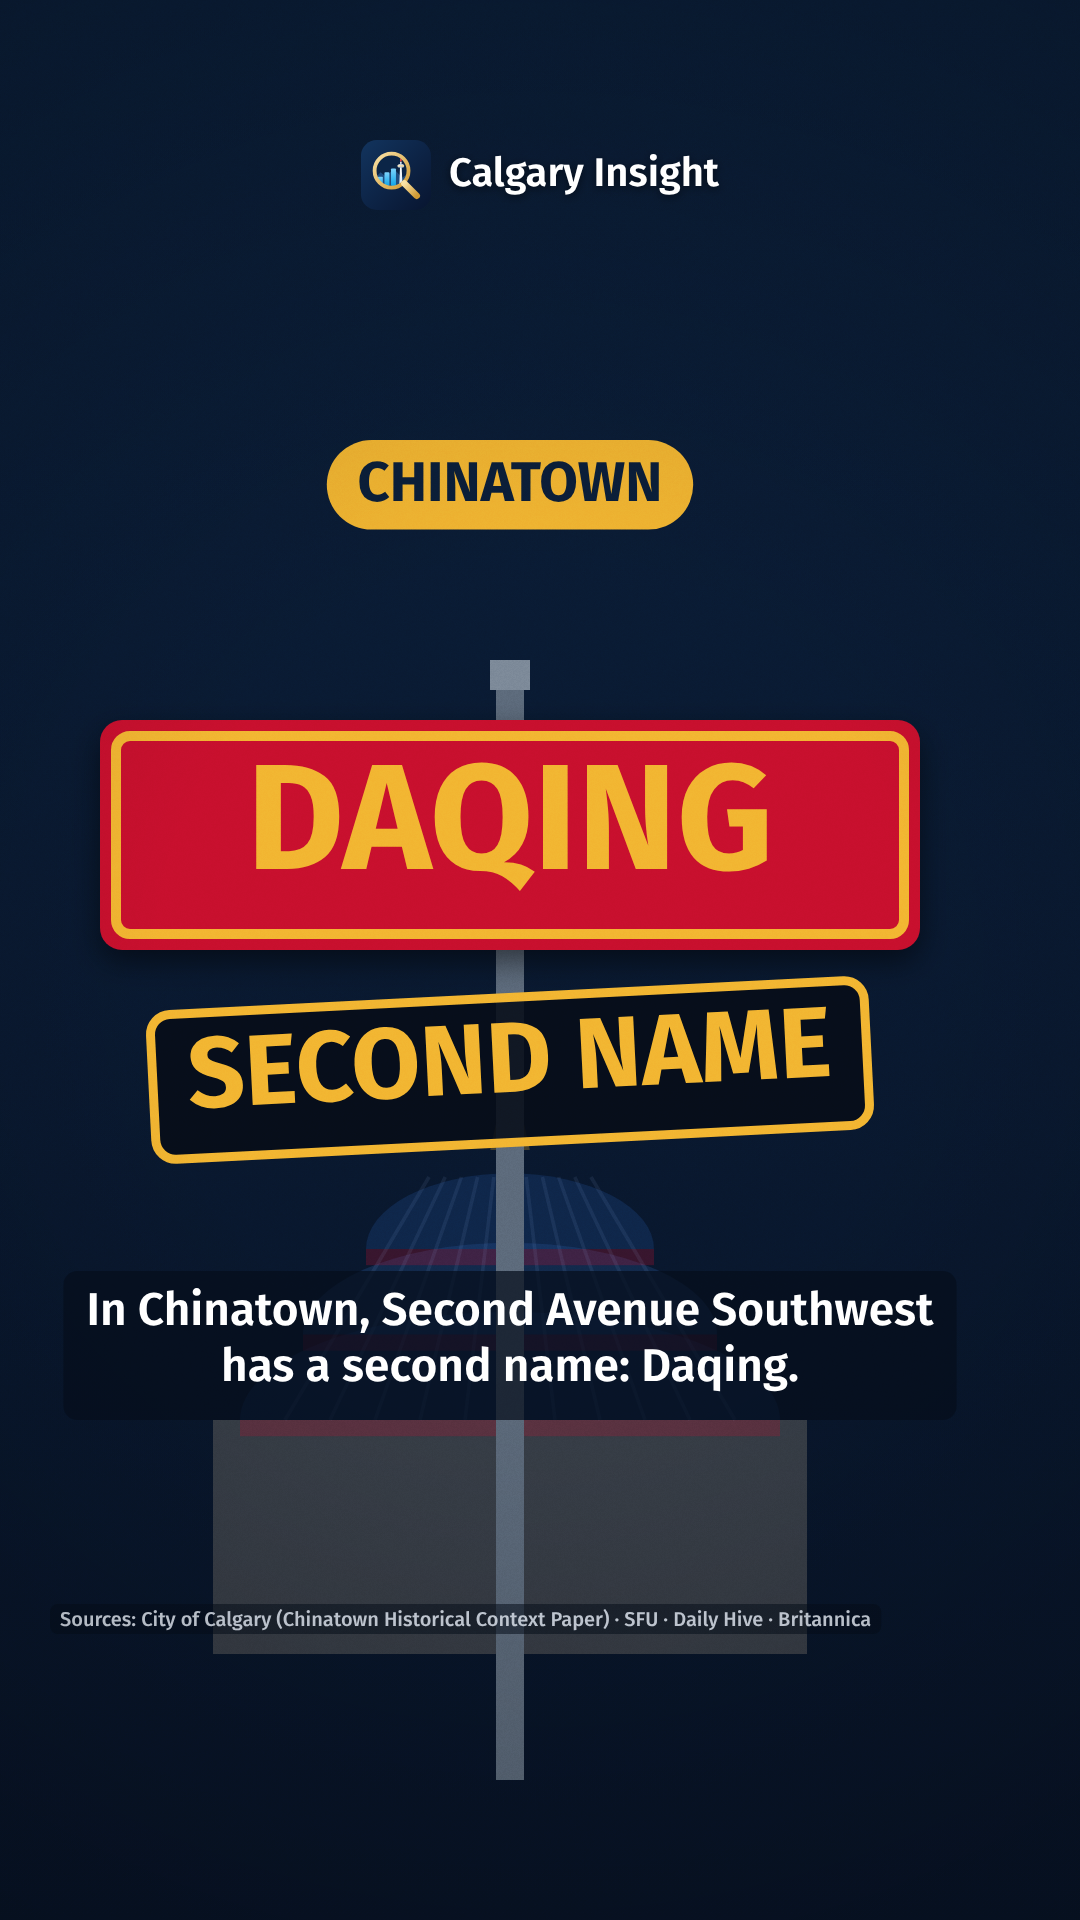 Calgary Insight
CHINATOWN
DAQING
SECOND NAME
In Chinatown, Second Avenue Southwest
has a second name: Daqing.
Sources: City of Calgary (Chinatown Historical Context Paper) · SFU · Daily Hive · Britannica